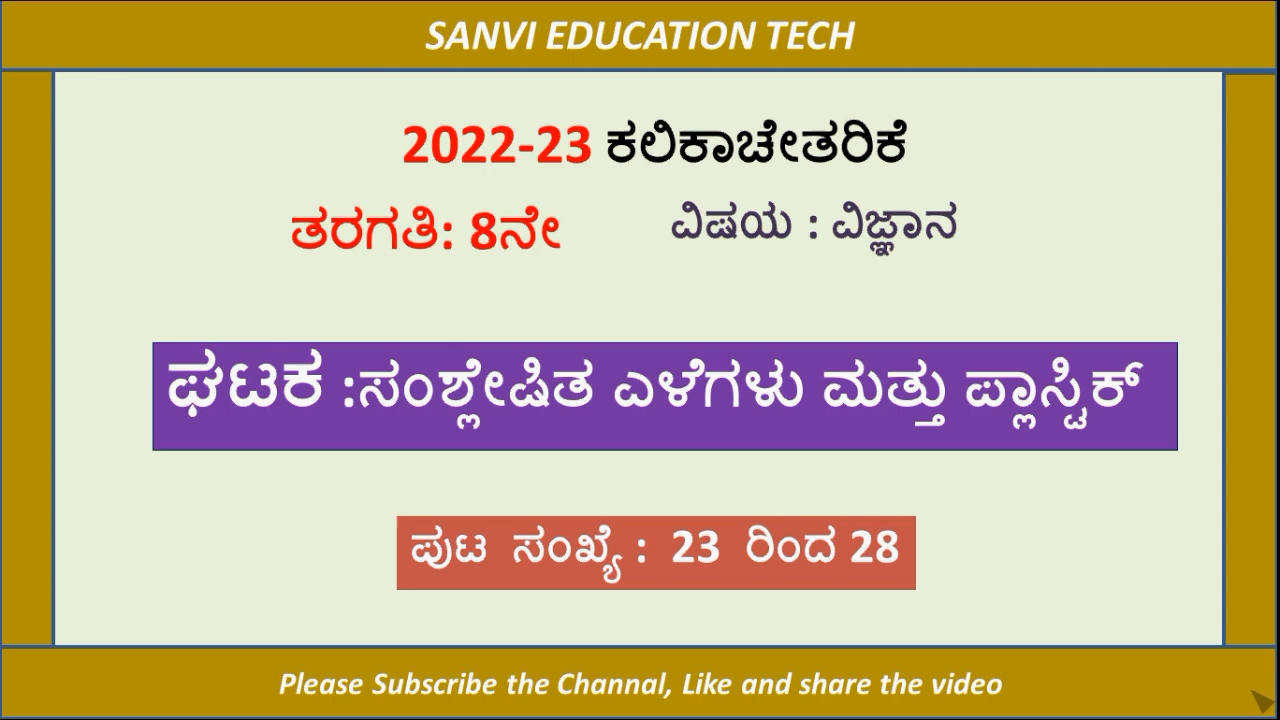 SANVI EDUCATION TECH
2022-23 ಕಲಿಕಾಚೇತರಿಕೆ
ತರಗತಿ: 8ನೇ ವಿಷಯ : ವಿಜ್ಞಾನ
ಘಟಕ :ಸಂಶ್ಲೇಷಿತ ಎಳೆಗಳು ಮತ್ತು ಪ್ಲಾಸ್ಟಿಕ್
ಪುಟ ಸಂಖ್ಯೆ : 23 ರಿಂದ 28
Please Subscribe the Channal, Like and share the video